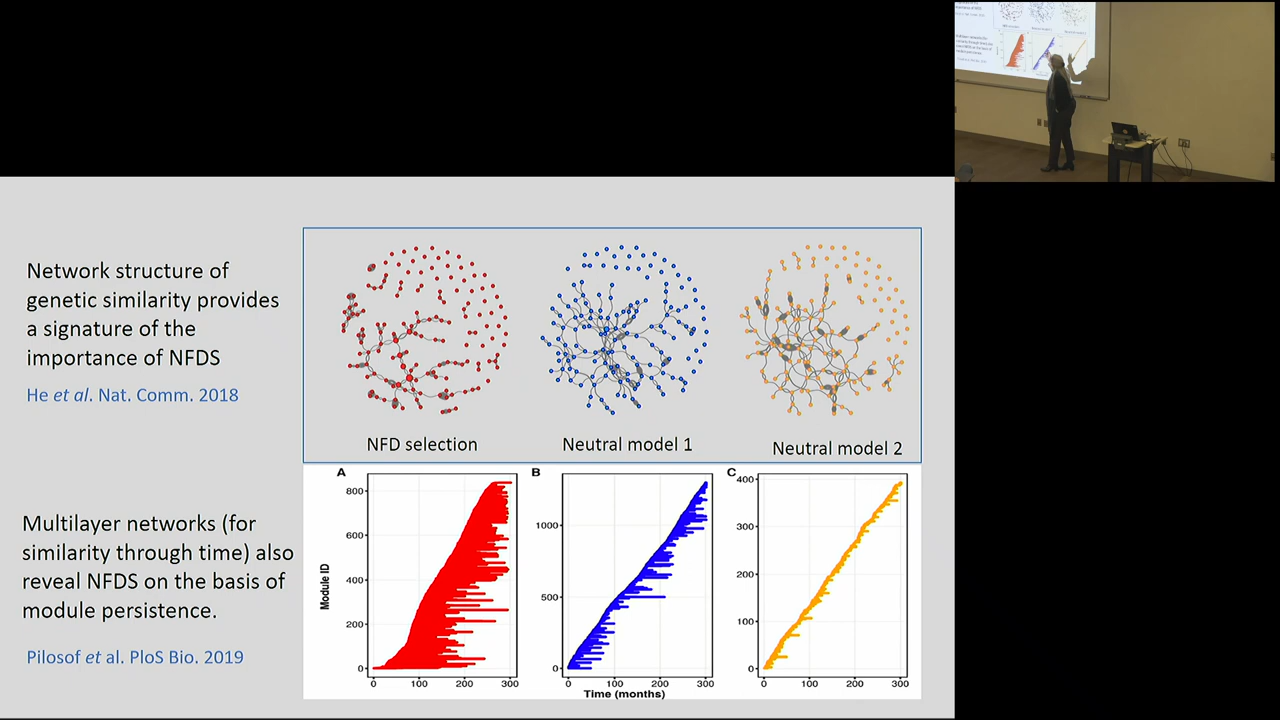 Network structure of
genetic similarity provides
a signature of the
importance of NFDS
He et al. Nat. Comm. 2018
NFD selection
Neutral model 1
Neutral model 2
Multilayer networks (for
similarity through time) also
reveal NFDS on the basis of
module persistence.
Pilosof et al. PloS Bio. 2019
A
B
C
Module ID
800
600
400
200
0
1000
500
0
400
300
200
100
0
0 100 200 300
0 100 200 300
0 100 200 300
Time (months)